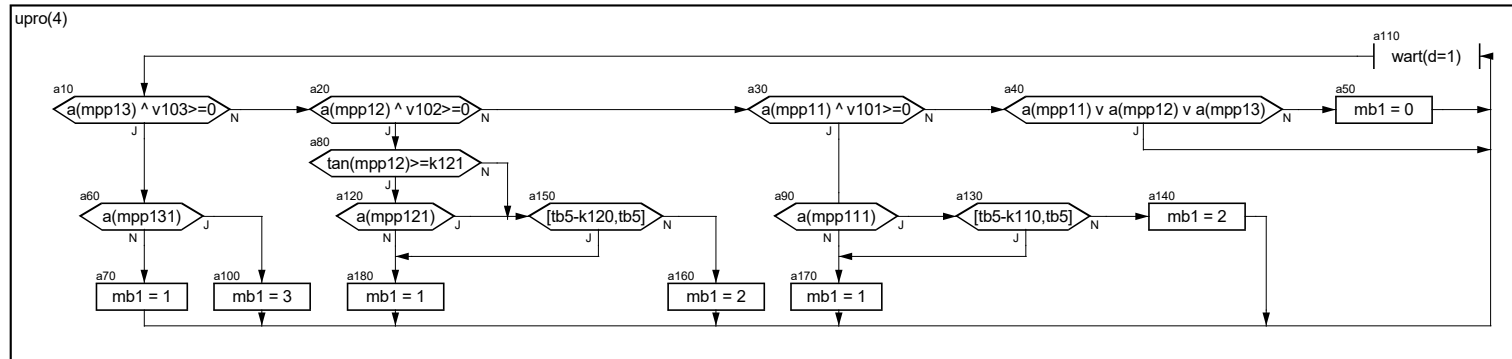 upro(4)
a110
wart(d=1)
a10
a(mpp13) ^ v103>=0
N
J
a20
a(mpp12) ^ v102>=0
N
J
a30
a(mpp11) ^ v101>=0
N
J
a40
a(mpp11) v a(mpp12) v a(mpp13)
N
J
a50
mb1 = 0
a80
tan(mpp12)>=k121
N
J
a60
a(mpp131)
J
N
a120
a(mpp121)
J
N
a150
[tb5-k120,tb5]
N
J
a90
a(mpp111)
J
N
a130
[tb5-k110,tb5]
N
J
a140
mb1 = 2
a70
mb1 = 1
a100
mb1 = 3
a180
mb1 = 1
a160
mb1 = 2
a170
mb1 = 1